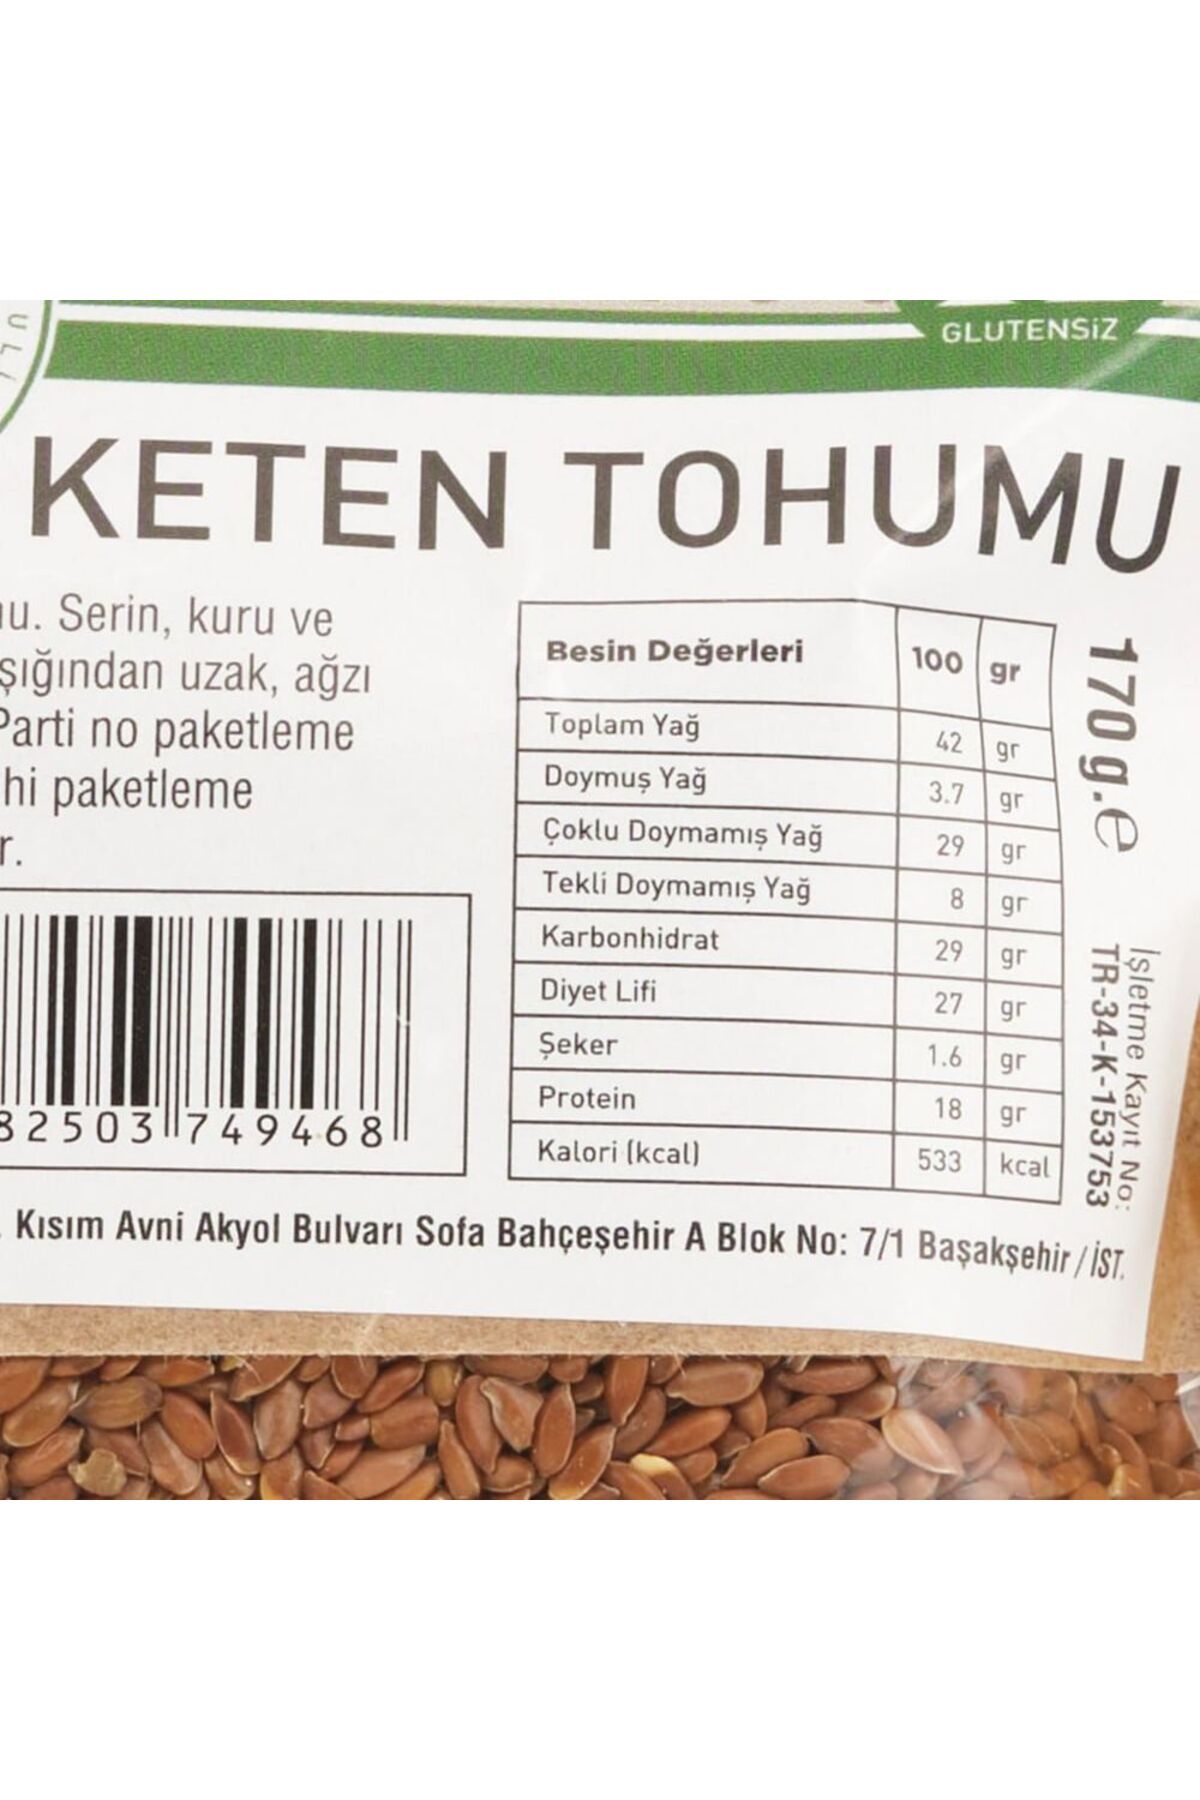 GLUTENSİZ
KETEN TOHUMU
Serin, kuru ve
uzak, ağzı
Parti no paketleme
paketleme
Besin Değerleri 100 gr
Toplam Yağ 42 gr
Doymuş Yağ 3.7 gr
Çoklu Doymamış Yağ 29 gr
Tekli Doymamış Yağ 8 gr
Karbonhidrat 29 gr
Diyet Lifi 27 gr
Şeker 1.6 gr
Protein 18 gr
Kalori (kcal) 533 kcal
170 g.e
İşletme Kayıt No:
TR-34-K-153753
82503 749468
Kısım Avni Akyol Bulvarı Sofa Bahçeşehir A Blok No: 7/1 Başakşehir / İST.